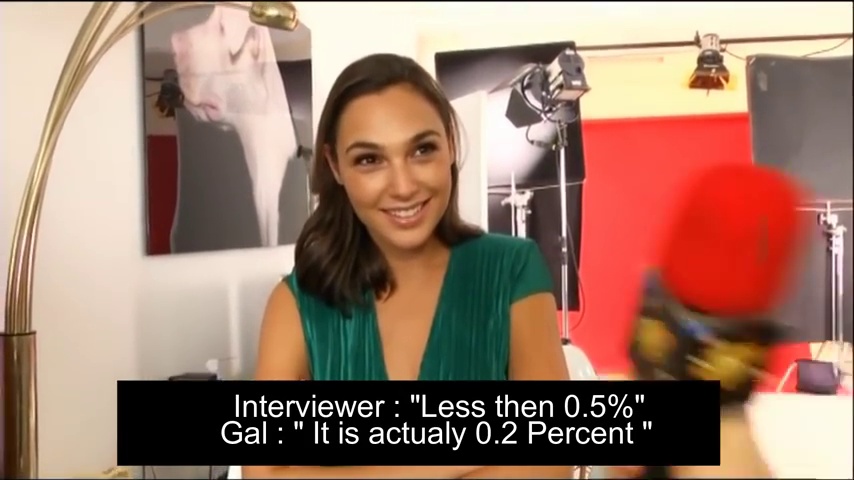 Interviewer : "Less then 0.5%"
Gal : " It is actualy 0.2 Percent "